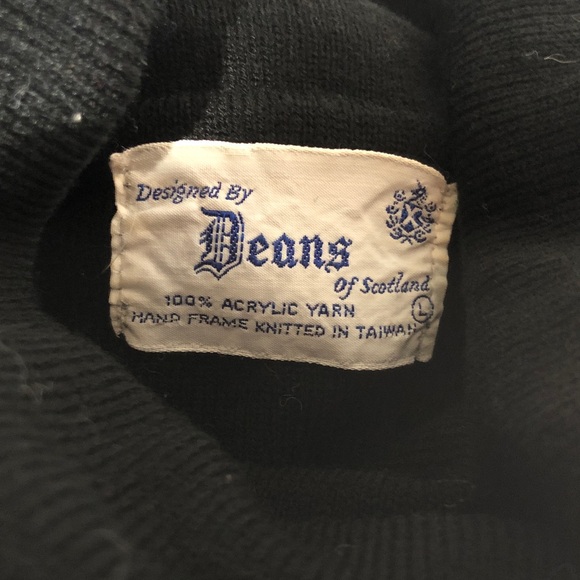 Designed By
Deans
Of Scotland
100% ACRYLIC YARN
HAND FRAME KNITTED IN TAIWAN
L